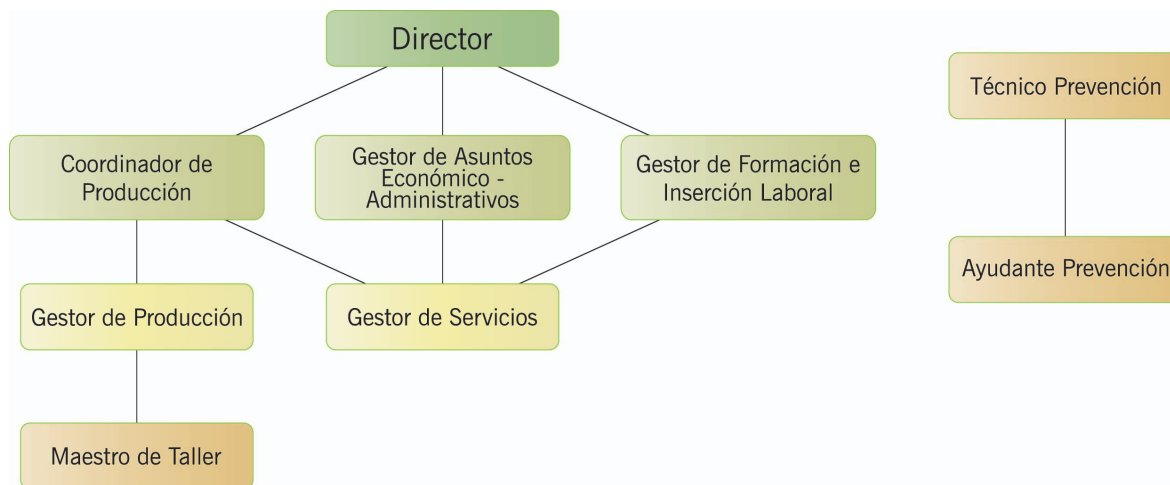 Director
Técnico Prevención
Coordinador de
Producción
Gestor de Asuntos
Económico -
Administrativos
Gestor de Formación e
Inserción Laboral
Ayudante Prevención
Gestor de Producción
Gestor de Servicios
Maestro de Taller